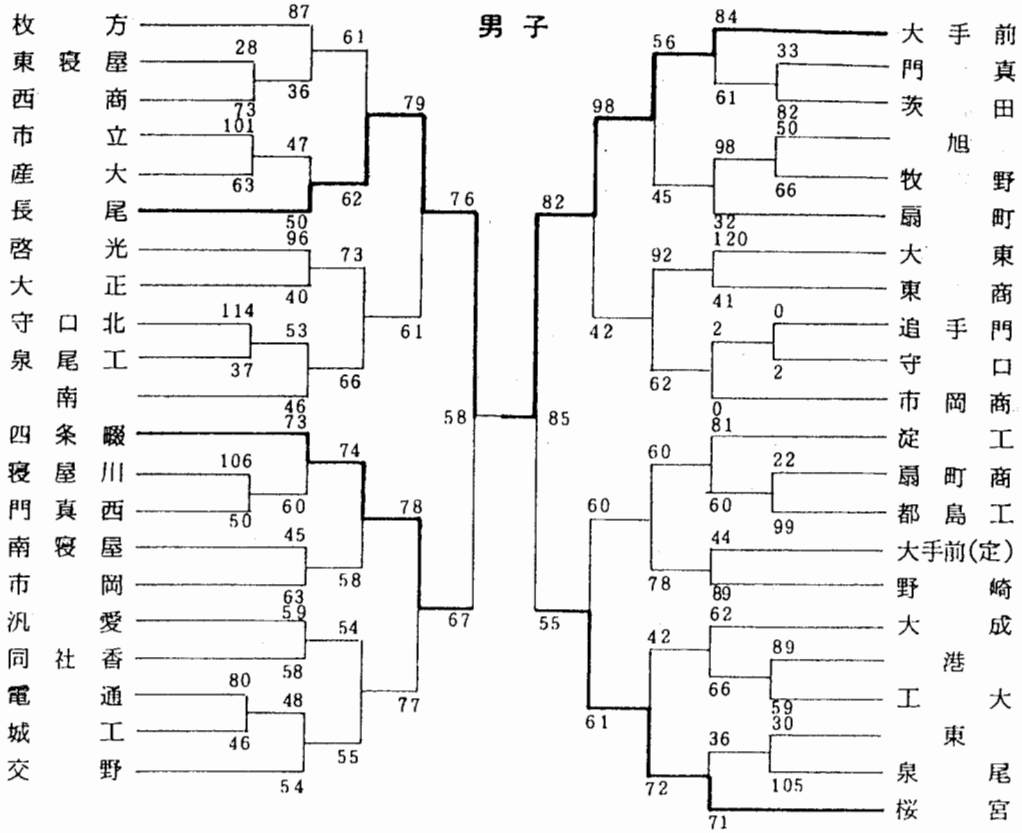 男子
枚方
東寝屋
西商
市立
産大
長尾
啓光
大正
守口北
泉尾工
南
四条畷
寝屋川
門真西
南寝屋
市岡
汎愛
同社香
電通
城工
交野
87
28
73
36
101
63
47
50
61
62
96
40
114
37
53
46
73
66
79
61
73
106
50
60
45
63
74
58
59
58
80
46
48
54
54
55
78
77
76
67
58
85
82
55
98
42
56
45
84
33
82
61
50
66
98
32
120
41
92
62
0
2
2
0
60
61
81
22
99
60
44
89
60
78
62
89
59
66
30
105
36
71
42
72
大手前
門真
茨田
旭
牧野
扇町
大東
東商
追手門
守口
市岡商
淀工
扇町商
都島工
大手前(定)
野崎
大成
港
工大
東
泉尾
桜宮